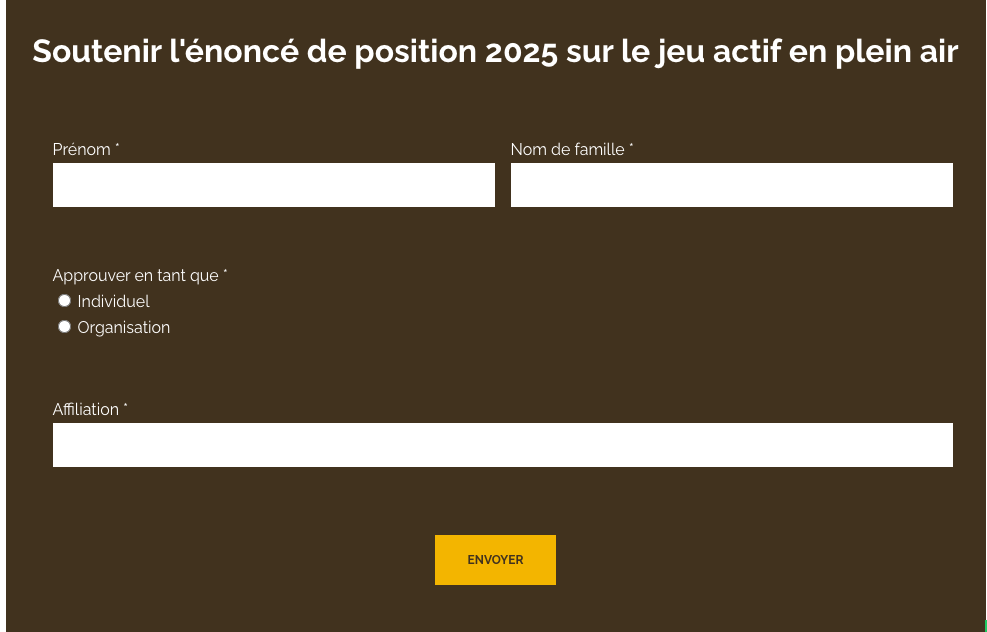 Soutenir l'énoncé de position 2025 sur le jeu actif en plein air
Prénom *
Nom de famille *
Approuver en tant que *
Individuel
Organisation
Affiliation *
ENVOYER